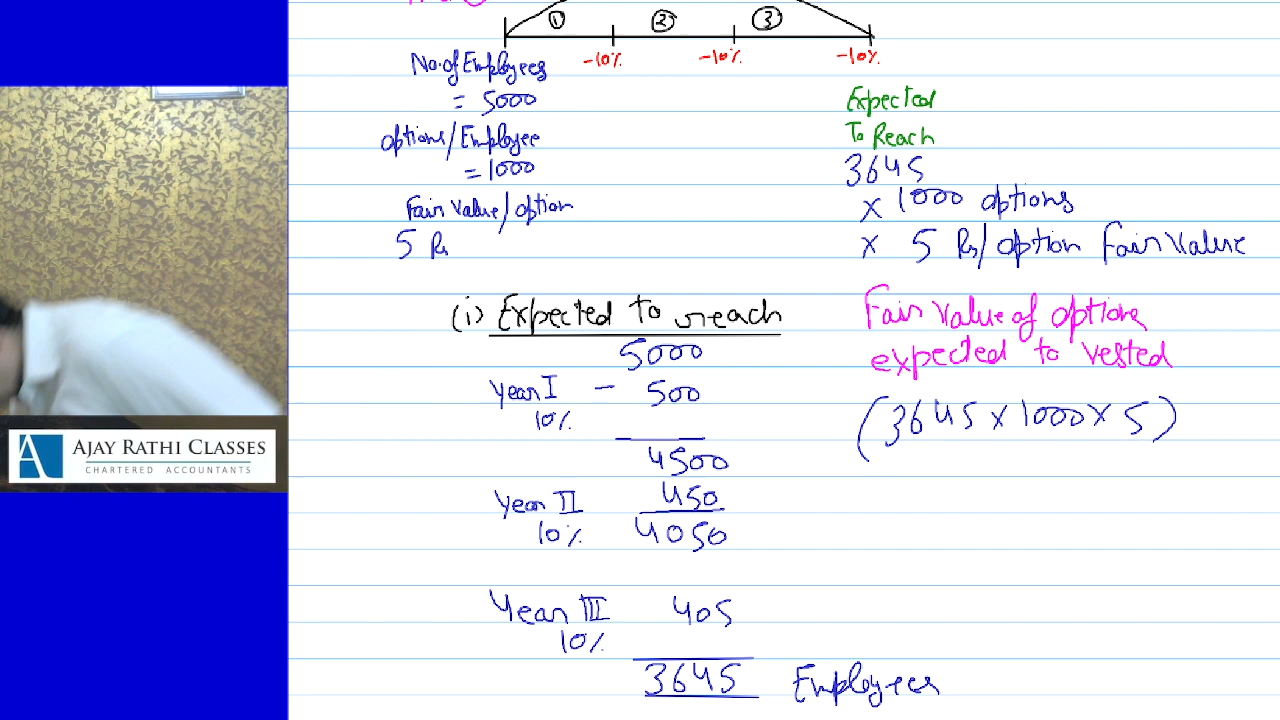 ① ② ③
-10% -10% -10%
No. of Employees
= 5000
options/Employee
= 1000
Fair value/option
5 Rs
Expected
To Reach
3645
x 1000 options
x 5 Rs/option Fair Value
(i) Expected to reach
5000
Year I - 500
10%
4500
Year II 450
10% 4050
Year III 405
10%
3645 Employees
Fair value of options
expected to vested
(3645 x 1000 x 5)
AJAY RATHI CLASSES
CHARTERED ACCOUNTANTS